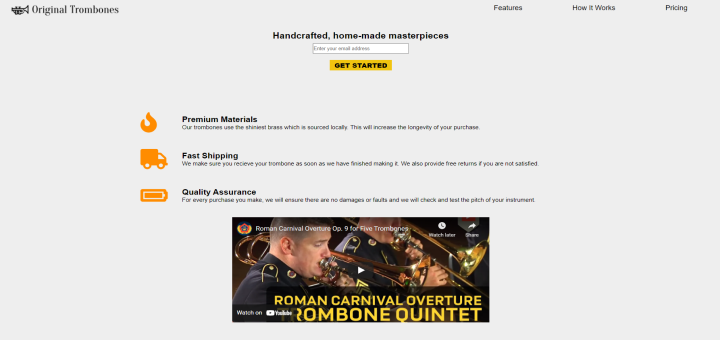 Original Trombones
Features
How It Works
Pricing
Handcrafted, home-made masterpieces
Enter your email address
GET STARTED
Premium Materials
Our trombones use the shiniest brass which is sourced locally. This will increase the longevity of your purchase.
Fast Shipping
We make sure you recieve your trombone as soon as we have finished making it. We also provide free returns if you are not satisfied.
Quality Assurance
For every purchase you make, we will ensure there are no damages or faults and we will check and test the pitch of your instrument.
Roman Carnival Overture Op. 9 for Five Trombones
Watch later
Share
ROMAN CARNIVAL OVERTURE
TROMBONE QUINTET
Watch on YouTube